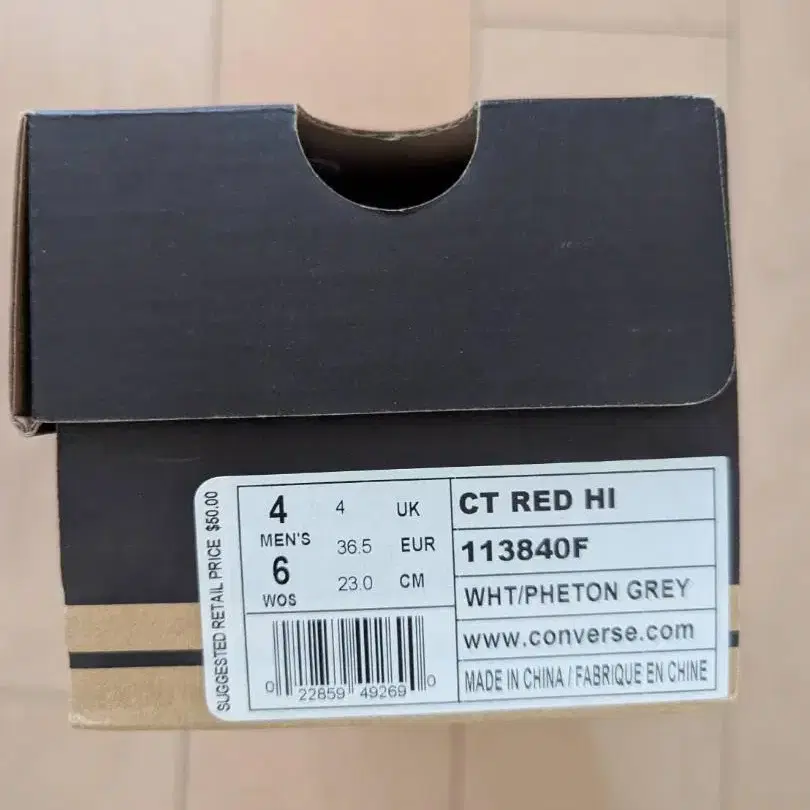 SUGGESTED RETAIL PRICE $50.00
4 4 UK
MEN'S 36.5 EUR
6 23.0 CM
WOS
0 22859 49269 0
CT RED HI
113840F
WHT/PHETON GREY
www.converse.com
MADE IN CHINA / FABRIQUE EN CHINE